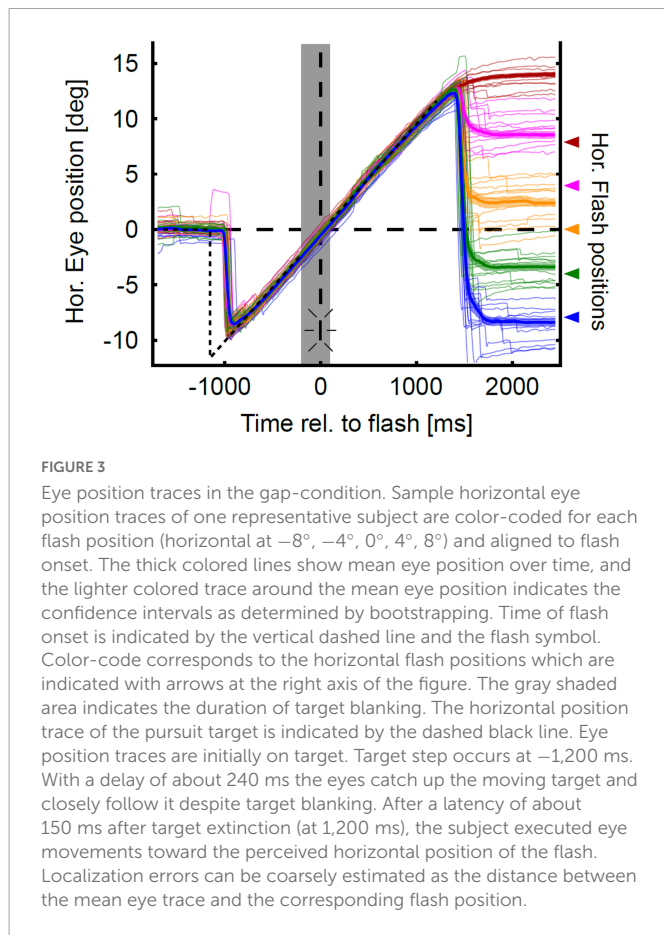 15
10
5
0
-5
-10
Hor. Eye position [deg]
Hor. Flash positions
-1000
0
1000
2000
Time rel. to flash [ms]
FIGURE 3
Eye position traces in the gap-condition. Sample horizontal eye
position traces of one representative subject are color-coded for each
flash position (horizontal at −8°, −4°, 0°, 4°, 8°) and aligned to flash
onset. The thick colored lines show mean eye position over time, and
the lighter colored trace around the mean eye position indicates the
confidence intervals as determined by bootstrapping. Time of flash
onset is indicated by the vertical dashed line and the flash symbol.
Color-code corresponds to the horizontal flash positions which are
indicated with arrows at the right axis of the figure. The gray shaded
area indicates the duration of target blanking. The horizontal position
trace of the pursuit target is indicated by the dashed black line. Eye
position traces are initially on target. Target step occurs at −1,200 ms.
With a delay of about 240 ms the eyes catch up the moving target and
closely follow it despite target blanking. After a latency of about
150 ms after target extinction (at 1,200 ms), the subject executed eye
movements toward the perceived horizontal position of the flash.
Localization errors can be coarsely estimated as the distance between
the mean eye trace and the corresponding flash position.